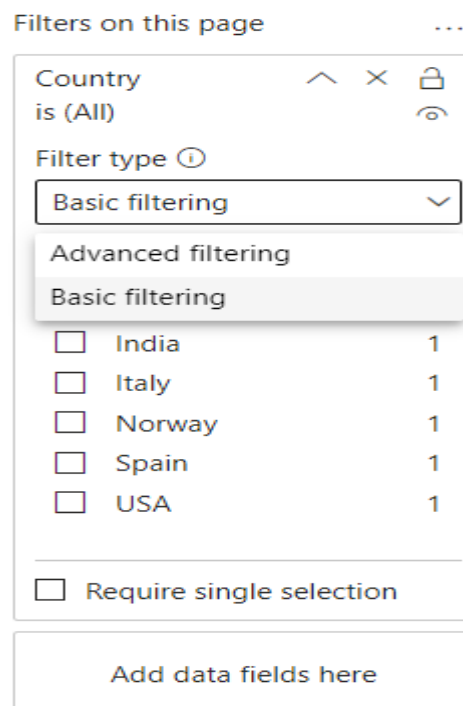 Filters on this page ...
Country
is (All)
Filter type
Basic filtering
Advanced filtering
Basic filtering
India 1
Italy 1
Norway 1
Spain 1
USA 1
Require single selection
Add data fields here